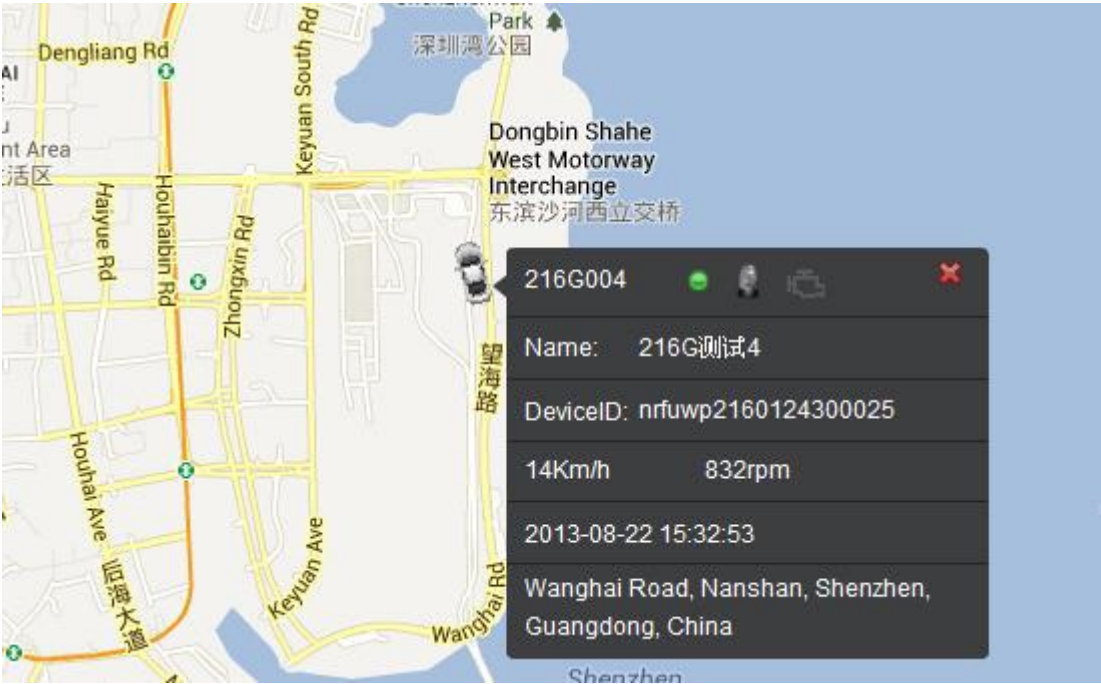 Park
深圳湾公园
Dengliang Rd
Keyuan South Rd
AI
nt Area
活区
Dongbin Shahe
West Motorway
Interchange
东滨沙河西立交桥
Haiyue Rd
Houhaibin Rd
Zhongxin Rd
216G004
Name: 216G测试4
DeviceID: nrfuwp2160124300025
14Km/h 832rpm
2013-08-22 15:32:53
Wanghai Road, Nanshan, Shenzhen,
Guangdong, China
望海路
Houhai Ave
后海大道
Keyuan Ave
Wanghai Rd
Shenzhen